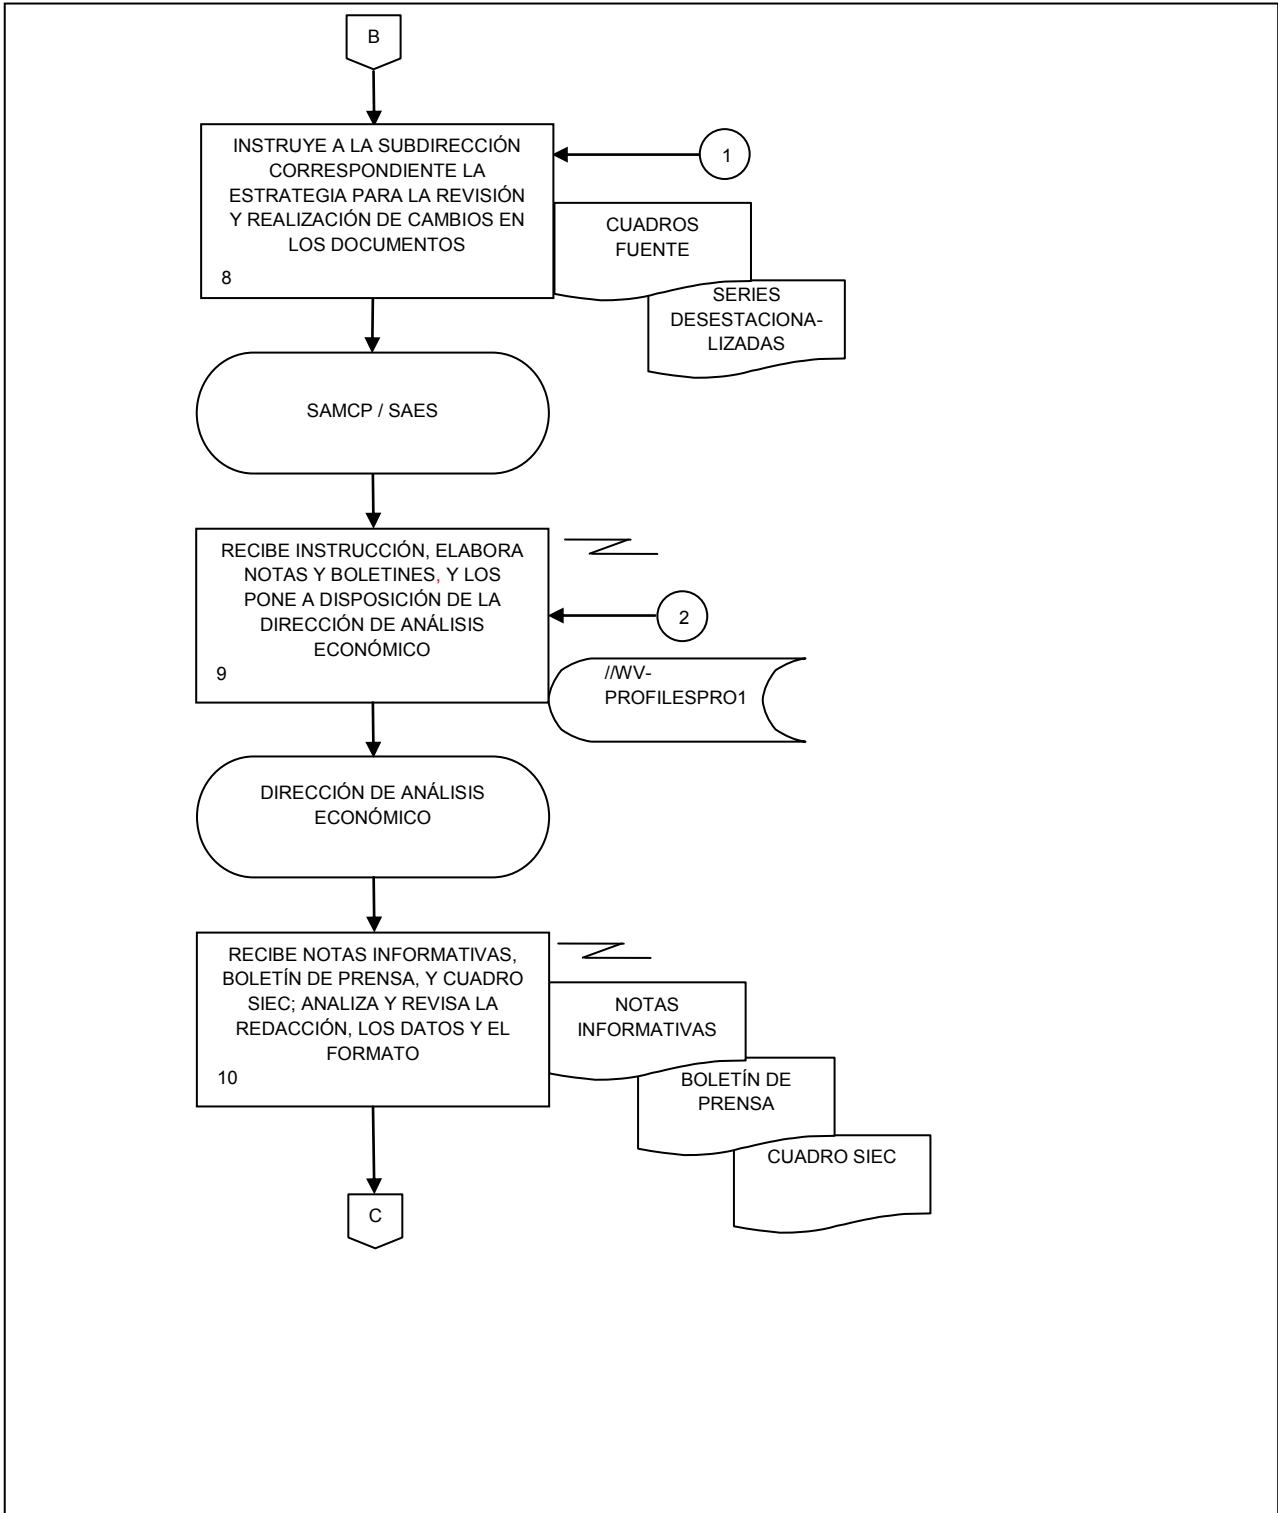 B
INSTRUYE A LA SUBDIRECCIÓN
CORRESPONDIENTE LA
ESTRATEGIA PARA LA REVISIÓN
Y REALIZACIÓN DE CAMBIOS EN
LOS DOCUMENTOS
8
1
CUADROS
FUENTE
SERIES
DESESTACIONA-
LIZADAS
SAMCP / SAES
RECIBE INSTRUCCIÓN, ELABORA
NOTAS Y BOLETINES, Y LOS
PONE A DISPOSICIÓN DE LA
DIRECCIÓN DE ANÁLISIS
ECONÓMICO
9
2
//WV-
PROFILESPRO1
DIRECCIÓN DE ANÁLISIS
ECONÓMICO
RECIBE NOTAS INFORMATIVAS,
BOLETÍN DE PRENSA, Y CUADRO
SIEC; ANALIZA Y REVISA LA
REDACCIÓN, LOS DATOS Y EL
FORMATO
10
NOTAS
INFORMATIVAS
BOLETÍN DE
PRENSA
CUADRO SIEC
C